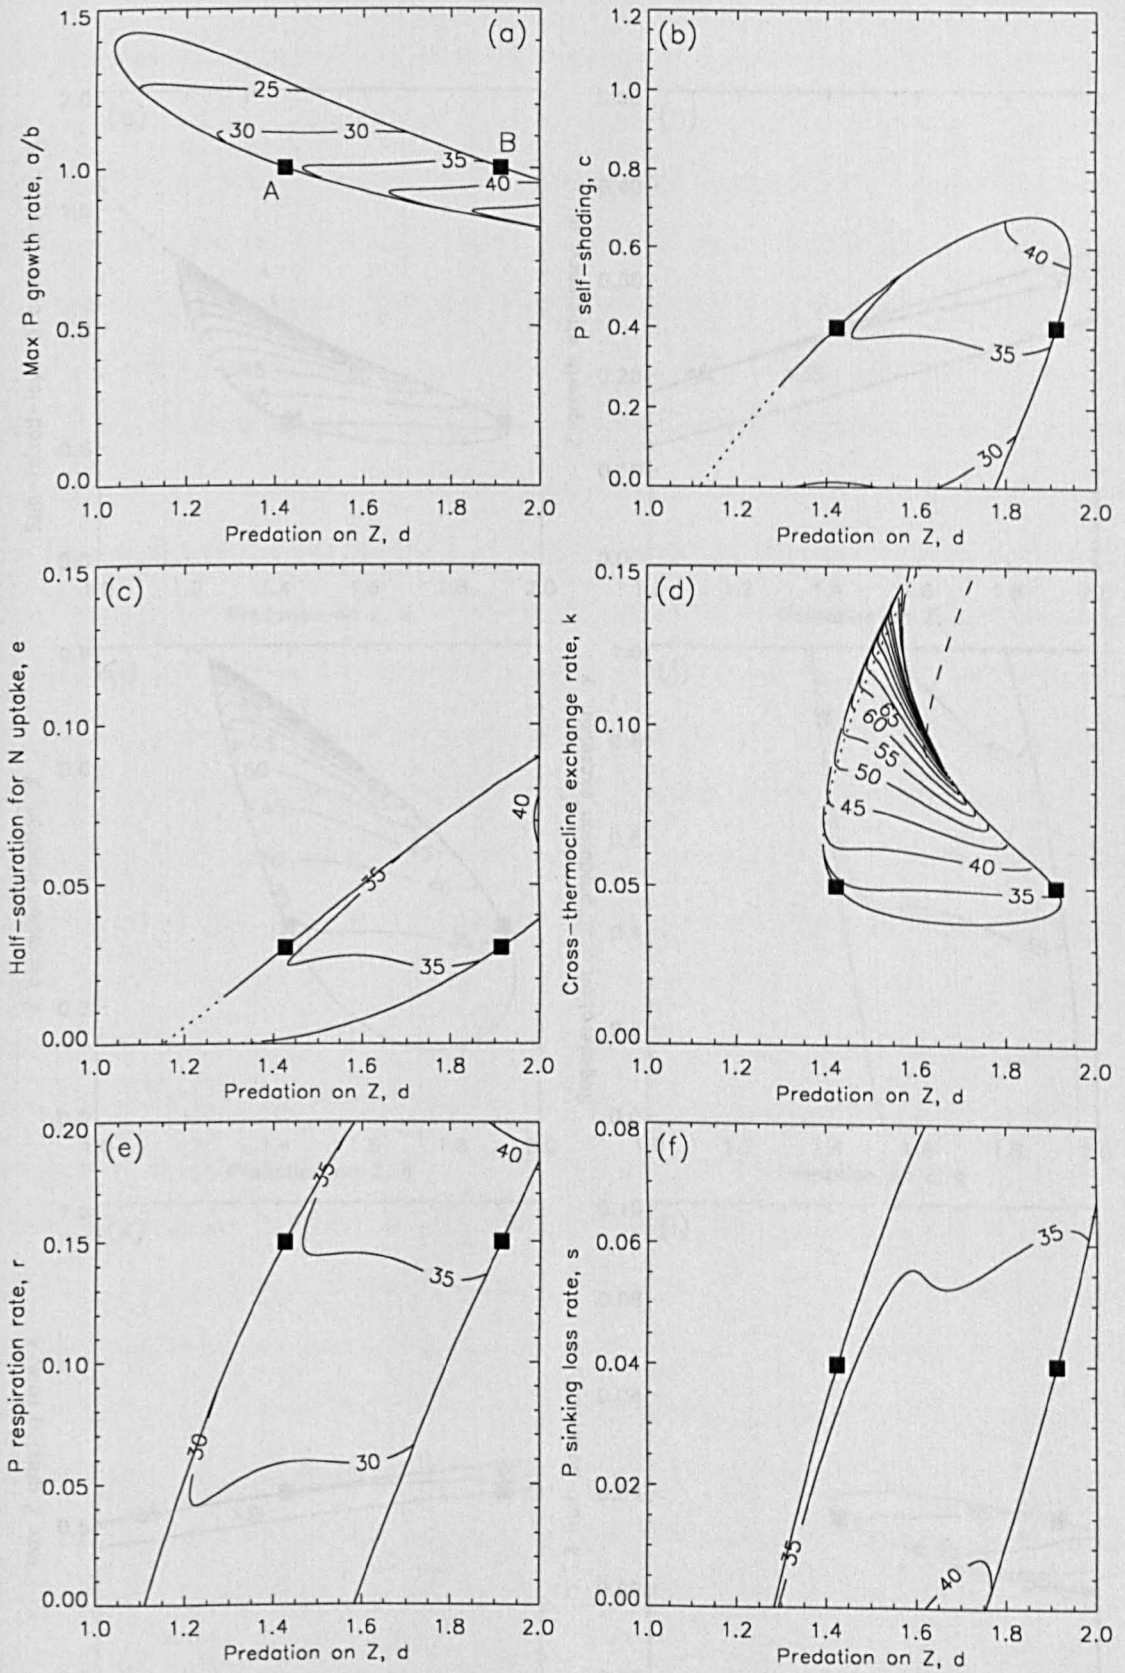 (a)
1.5
1.0
0.5
0.0
Max P growth rate, a/b
25
30
30
35
40
A
B
1.0 1.2 1.4 1.6 1.8 2.0
Predation on Z, d
(b)
1.2
1.0
0.8
0.6
0.4
0.2
0.0
P self-shading, c
40
35
30
1.0 1.2 1.4 1.6 1.8 2.0
Predation on Z, d
(c)
0.15
0.10
0.05
0.00
Half-saturation for N uptake, e
40
35
35
1.0 1.2 1.4 1.6 1.8 2.0
Predation on Z, d
(d)
0.15
0.10
0.05
0.00
Cross-thermocline exchange rate, k
65
60
55
50
45
40
35
1.0 1.2 1.4 1.6 1.8 2.0
Predation on Z, d
(e)
0.20
0.15
0.10
0.05
0.00
P respiration rate, r
35
40
35
30
30
1.0 1.2 1.4 1.6 1.8 2.0
Predation on Z, d
(f)
0.08
0.06
0.04
0.02
0.00
P sinking loss rate, s
35
35
40
1.0 1.2 1.4 1.6 1.8 2.0
Predation on Z, d